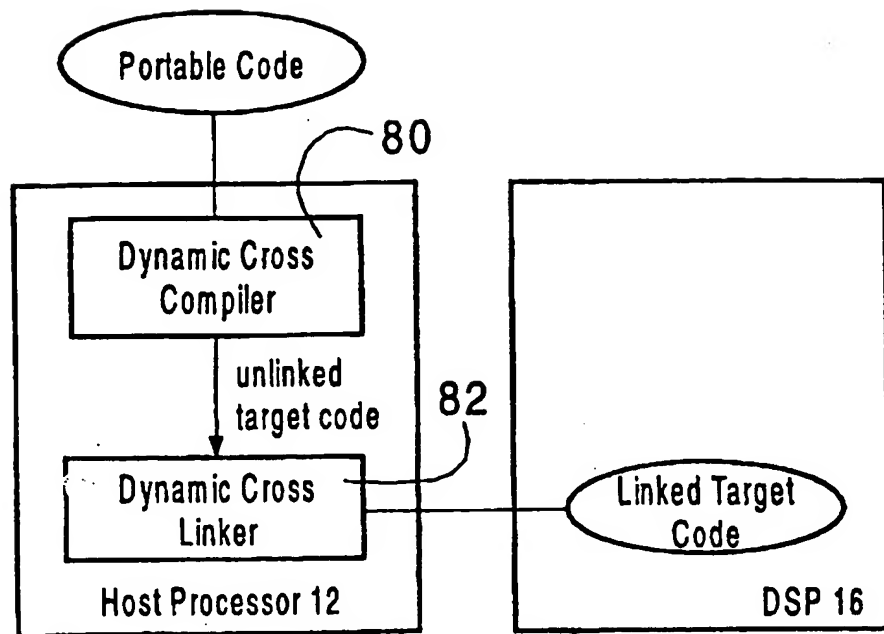 Portable Code
80
Dynamic Cross
Compiler
unlinked
target code
82
Dynamic Cross
Linker
Linked Target
Code
Host Processor 12
DSP 16